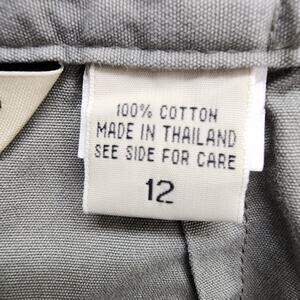 100% COTTON
MADE IN THAILAND
SEE SIDE FOR CARE
12